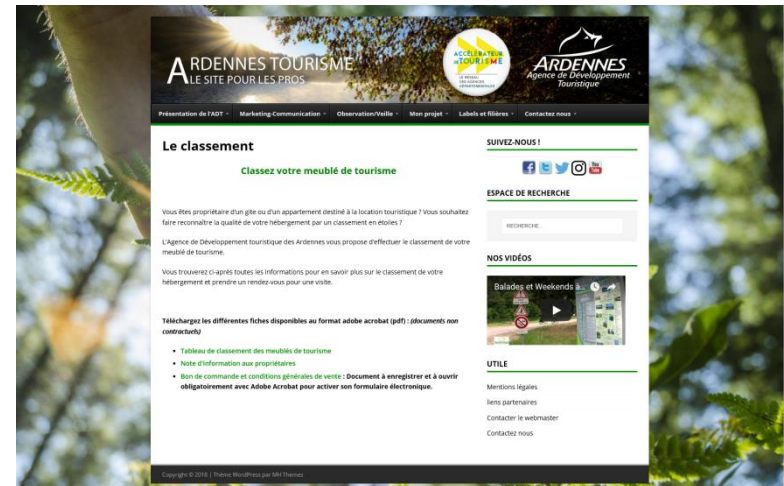 ARDENNES TOURISME
LE SITE POUR LES PROS
ACCÉLÉRATEUR
DE TOURISME
LE RÉSEAU
DES AGENCES
DÉPARTEMENTALES
ARDENNES
Agence de Développement
Touristique
Présentation de l'ADT
Marketing-Communication
Observation/Veille
Mon projet
Labels et filières
Contactez nous
Le classement
Classez votre meublé de tourisme
Vous êtes propriétaire d'un gite ou d'un appartement destiné à la location touristique ? Vous souhaitez
faire reconnaître la qualité de votre hébergement par un classement en étoiles ?
L'Agence de Développement touristique des Ardennes vous propose d'effectuer le classement de votre
meublé de tourisme.
Vous trouverez ci-après toutes les informations pour en savoir plus sur le classement de votre
hébergement et prendre un rendez-vous pour une visite.
Téléchargez les différentes fiches disponibles au format adobe acrobat (pdf) : (documents non
contractuels)
Tableau de classement des meublés de tourisme
Note d'information aux propriétaires
Bon de commande et conditions générales de vente : Document à enregistrer et à ouvrir
obligatoirement avec Adobe Acrobat pour activer son formulaire électronique.
SUIVEZ-NOUS !
You
Tube
ESPACE DE RECHERCHE
RECHERCHE...
NOS VIDÉOS
Balades et Weekends à...
UTILE
Mentions légales
liens partenaires
Contacter le webmaster
Contactez nous
Copyright © 2018 | Thème WordPress par MH Themes